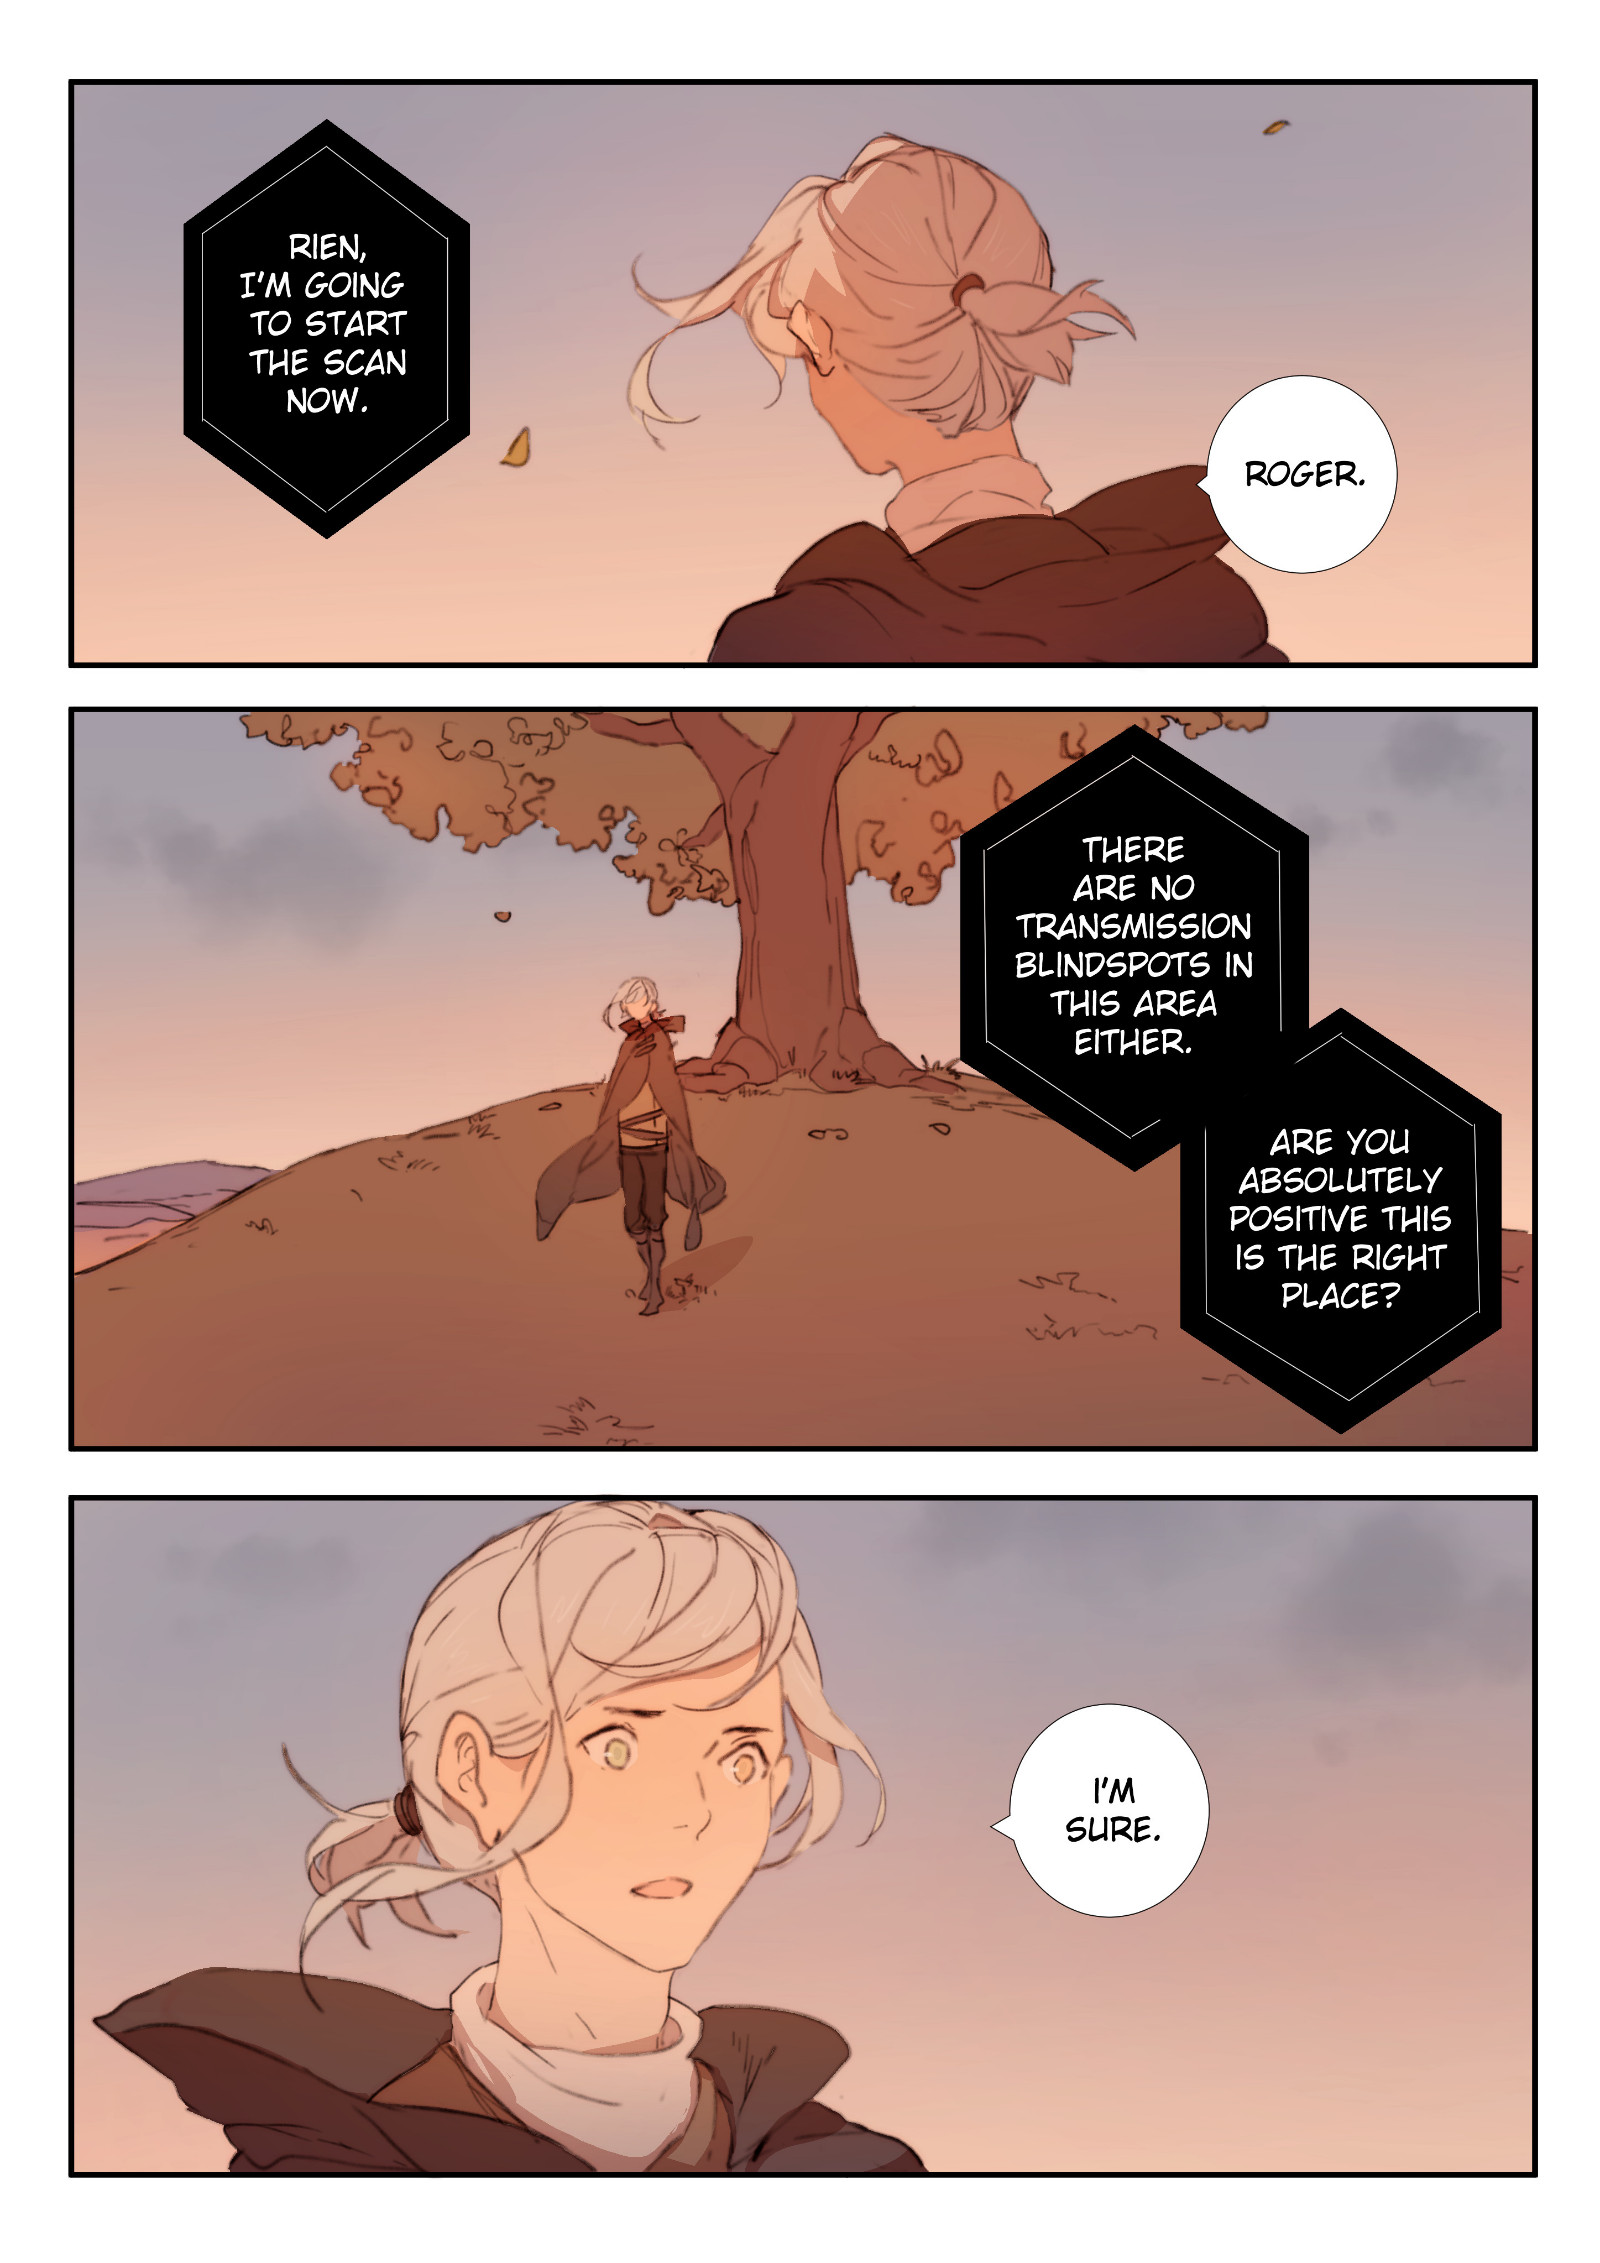 RIEN,
I'M GOING
TO START
THE SCAN
NOW.
ROGER.
THERE
ARE NO
TRANSMISSION
BLINDSPOTS IN
THIS AREA
EITHER.
ARE YOU
ABSOLUTELY
POSITIVE THIS
IS THE RIGHT
PLACE?
I'M
SURE.